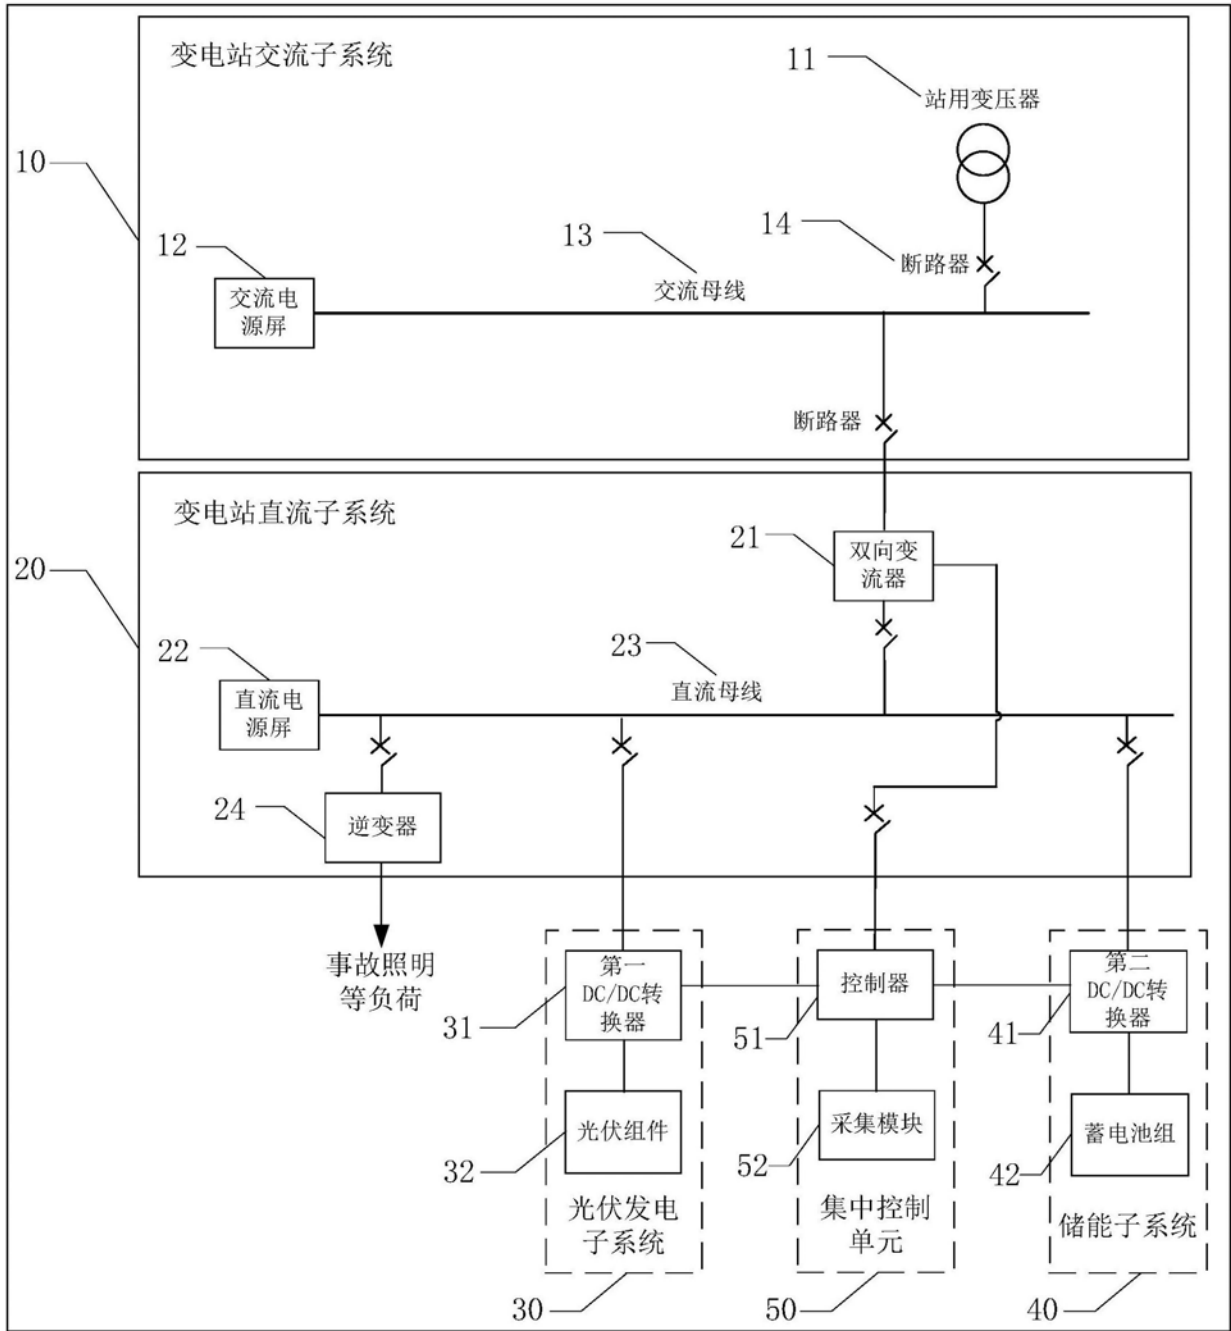 变电站交流子系统
11
站用变压器
10
12
13
14
断路器
交流电
源屏
交流母线
断路器
变电站直流子系统
20
21
双向变
流器
22
23
直流电
源屏
直流母线
24
逆变器
事故照明
等负荷
第一
DC/DC转
换器
31
控制器
51
第二
DC/DC转
换器
41
光伏组件
32
采集模块
52
蓄电池组
42
光伏发电
子系统
集中控制
单元
储能子系统
30
50
40